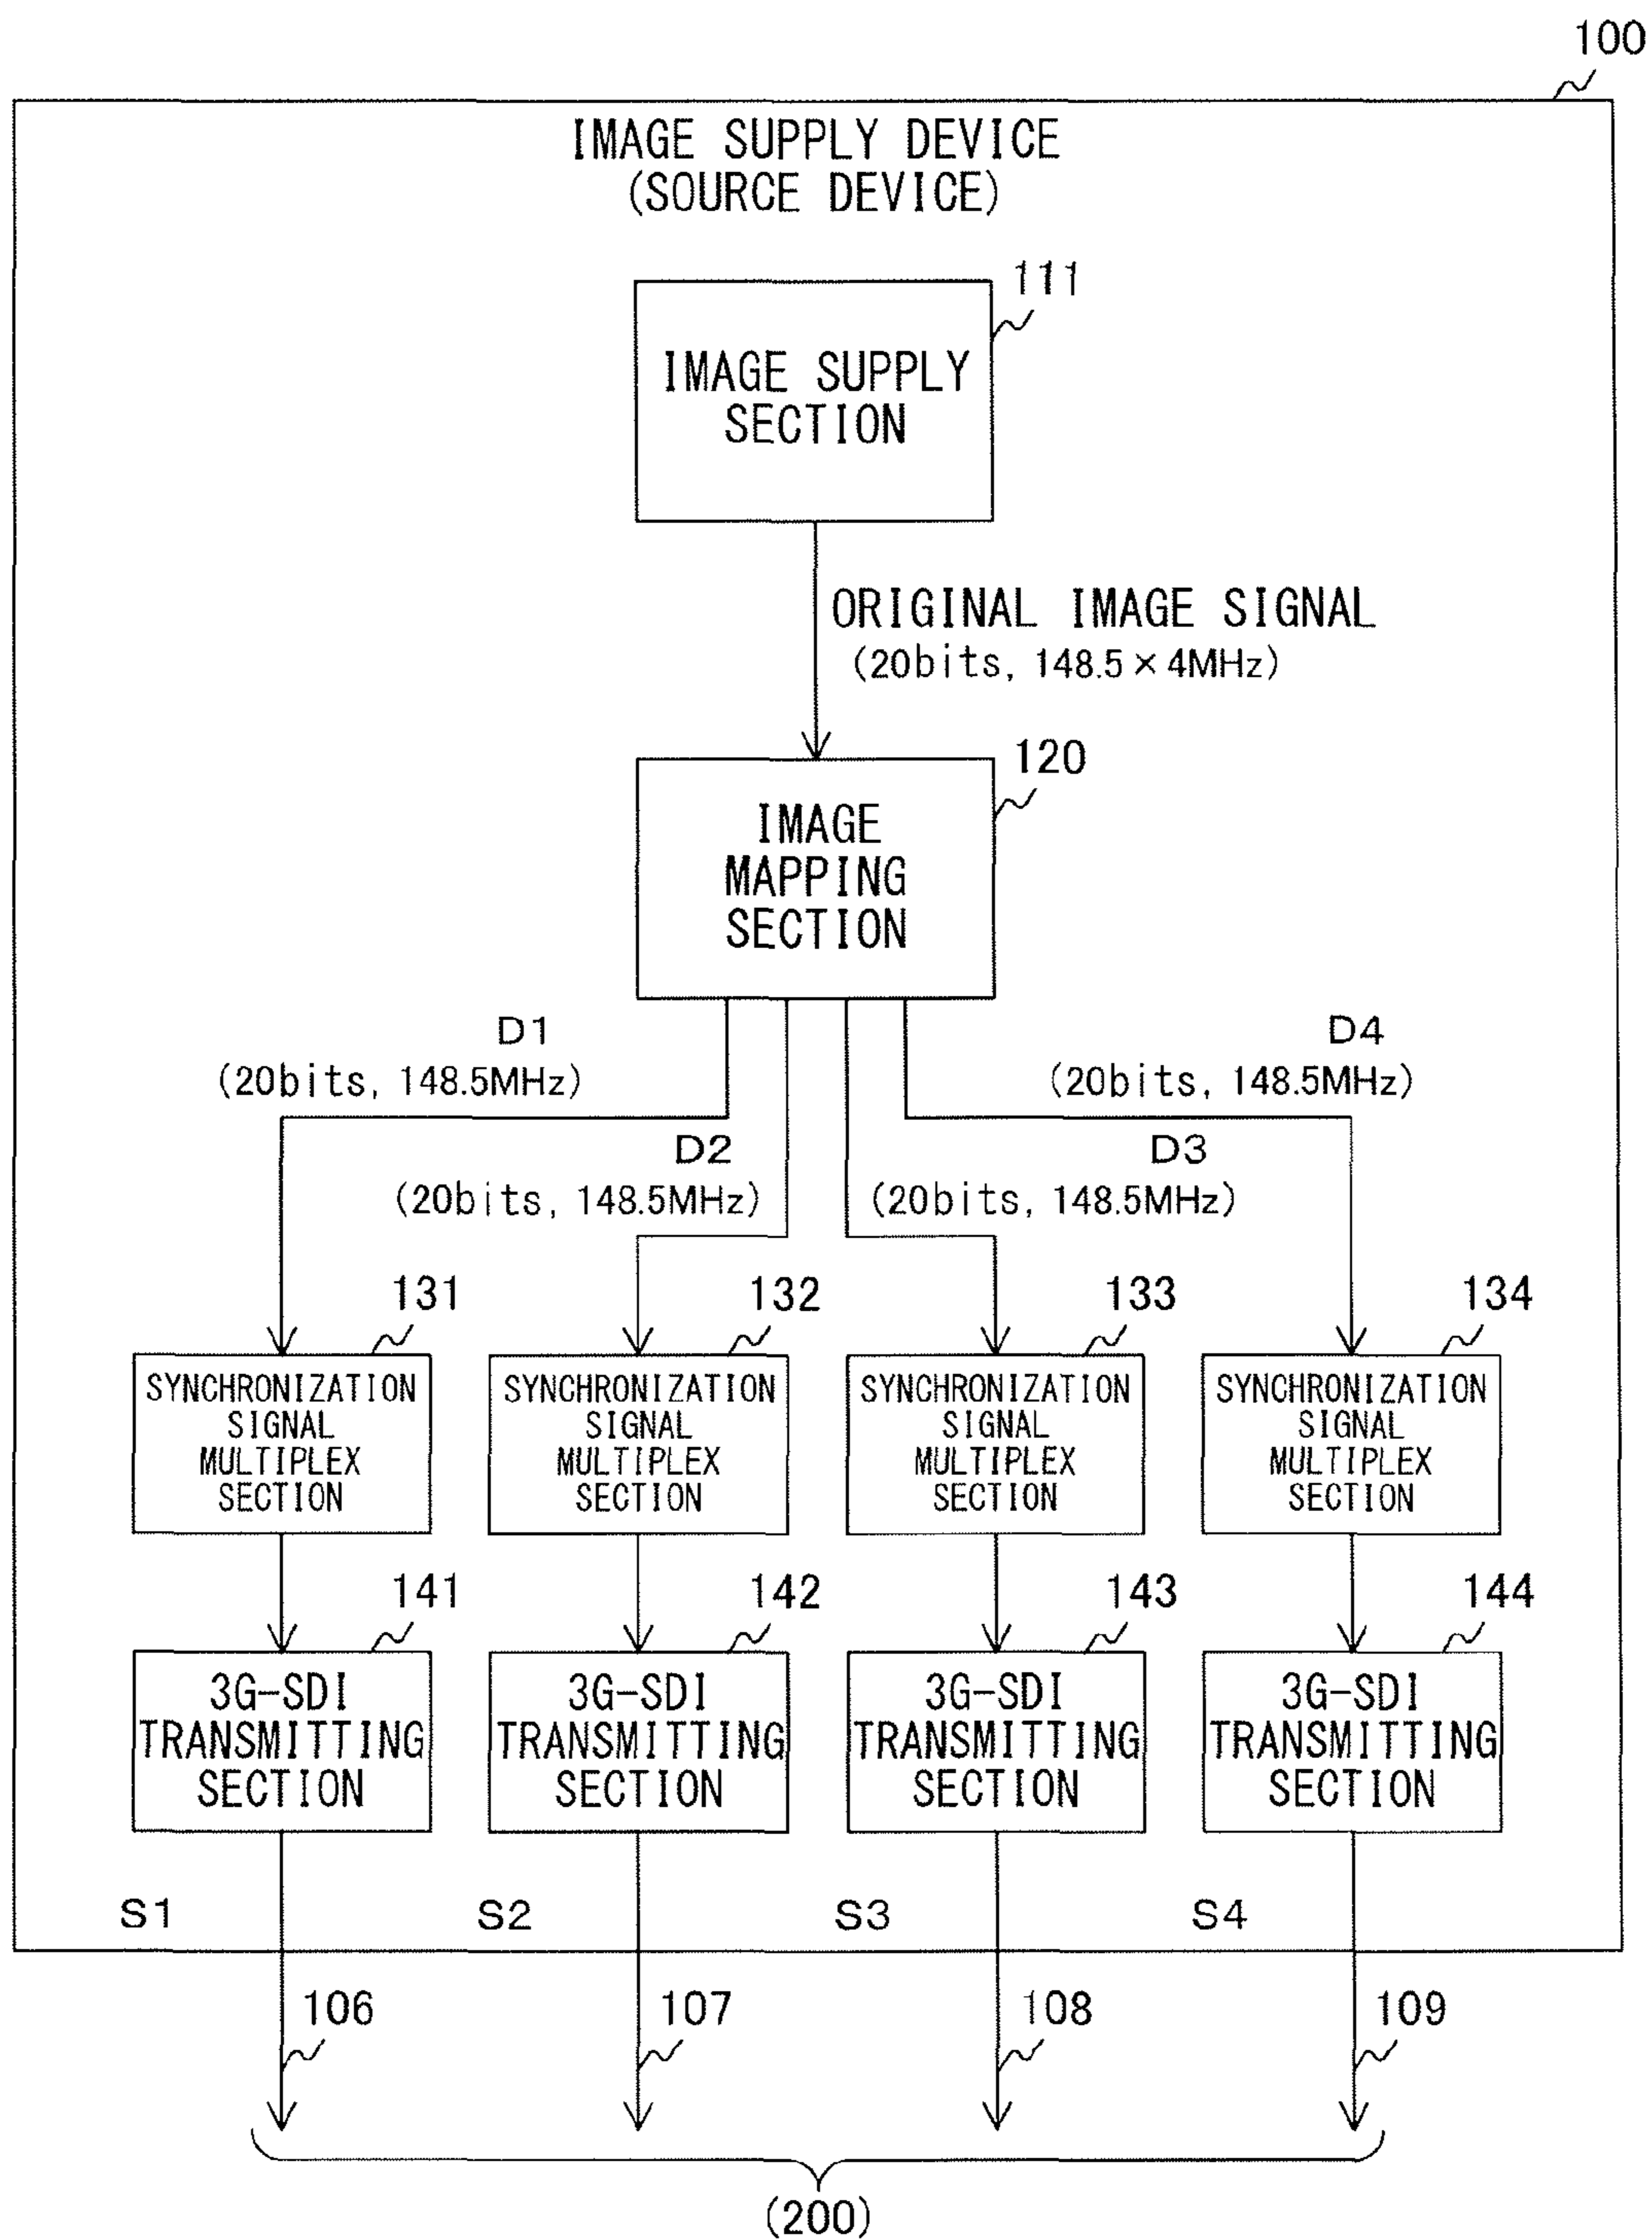 100
IMAGE SUPPLY DEVICE
(SOURCE DEVICE)
111
IMAGE SUPPLY
SECTION
ORIGINAL IMAGE SIGNAL
(20bits, 148.5×4MHz)
120
IMAGE
MAPPING
SECTION
D1
(20bits, 148.5MHz)
D4
(20bits, 148.5MHz)
D2
(20bits, 148.5MHz)
D3
(20bits, 148.5MHz)
131
132
133
134
SYNCHRONIZATION
SIGNAL
MULTIPLEX
SECTION
SYNCHRONIZATION
SIGNAL
MULTIPLEX
SECTION
SYNCHRONIZATION
SIGNAL
MULTIPLEX
SECTION
SYNCHRONIZATION
SIGNAL
MULTIPLEX
SECTION
141
142
143
144
3G-SDI
TRANSMITTING
SECTION
3G-SDI
TRANSMITTING
SECTION
3G-SDI
TRANSMITTING
SECTION
3G-SDI
TRANSMITTING
SECTION
S1
S2
S3
S4
106
107
108
109
(200)